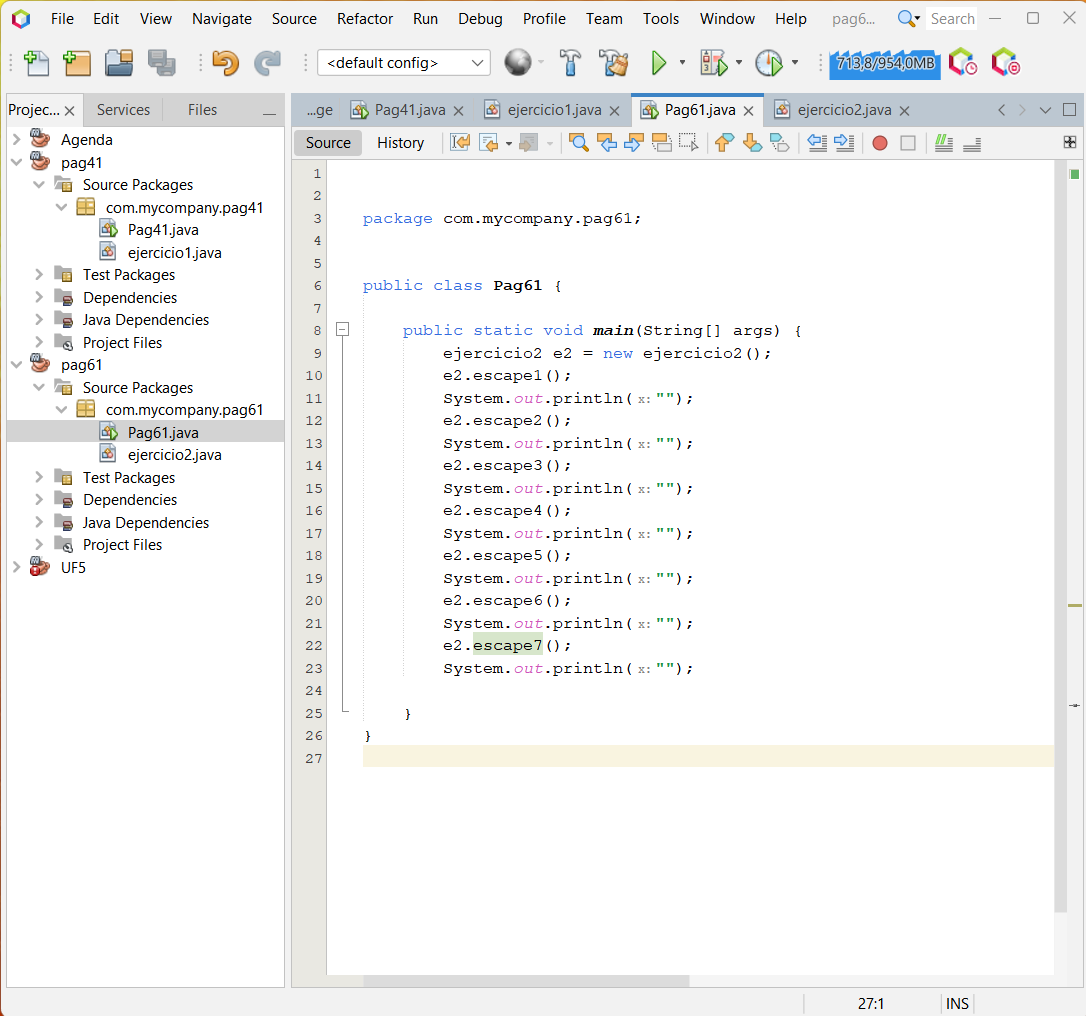 File Edit View Navigate Source Refactor Run Debug Profile Team Tools Window Help pag6... Search
<default config> 713,8/954,0MB
Projec... Services Files
...ge Pag41.java ejercicio1.java Pag61.java ejercicio2.java
Source History
Agenda
pag41
Source Packages
com.mycompany.pag41
Pag41.java
ejercicio1.java
Test Packages
Dependencies
Java Dependencies
Project Files
pag61
Source Packages
com.mycompany.pag61
Pag61.java
ejercicio2.java
Test Packages
Dependencies
Java Dependencies
Project Files
UF5
1
2
3 package com.mycompany.pag61;
4
5
6 public class Pag61 {
7
8 public static void main(String[] args) {
9 ejercicio2 e2 = new ejercicio2();
10 e2.escape1();
11 System.out.println(x:"");
12 e2.escape2();
13 System.out.println(x:"");
14 e2.escape3();
15 System.out.println(x:"");
16 e2.escape4();
17 System.out.println(x:"");
18 e2.escape5();
19 System.out.println(x:"");
20 e2.escape6();
21 System.out.println(x:"");
22 e2.escape7();
23 System.out.println(x:"");
24
25 }
26 }
27
27:1 INS